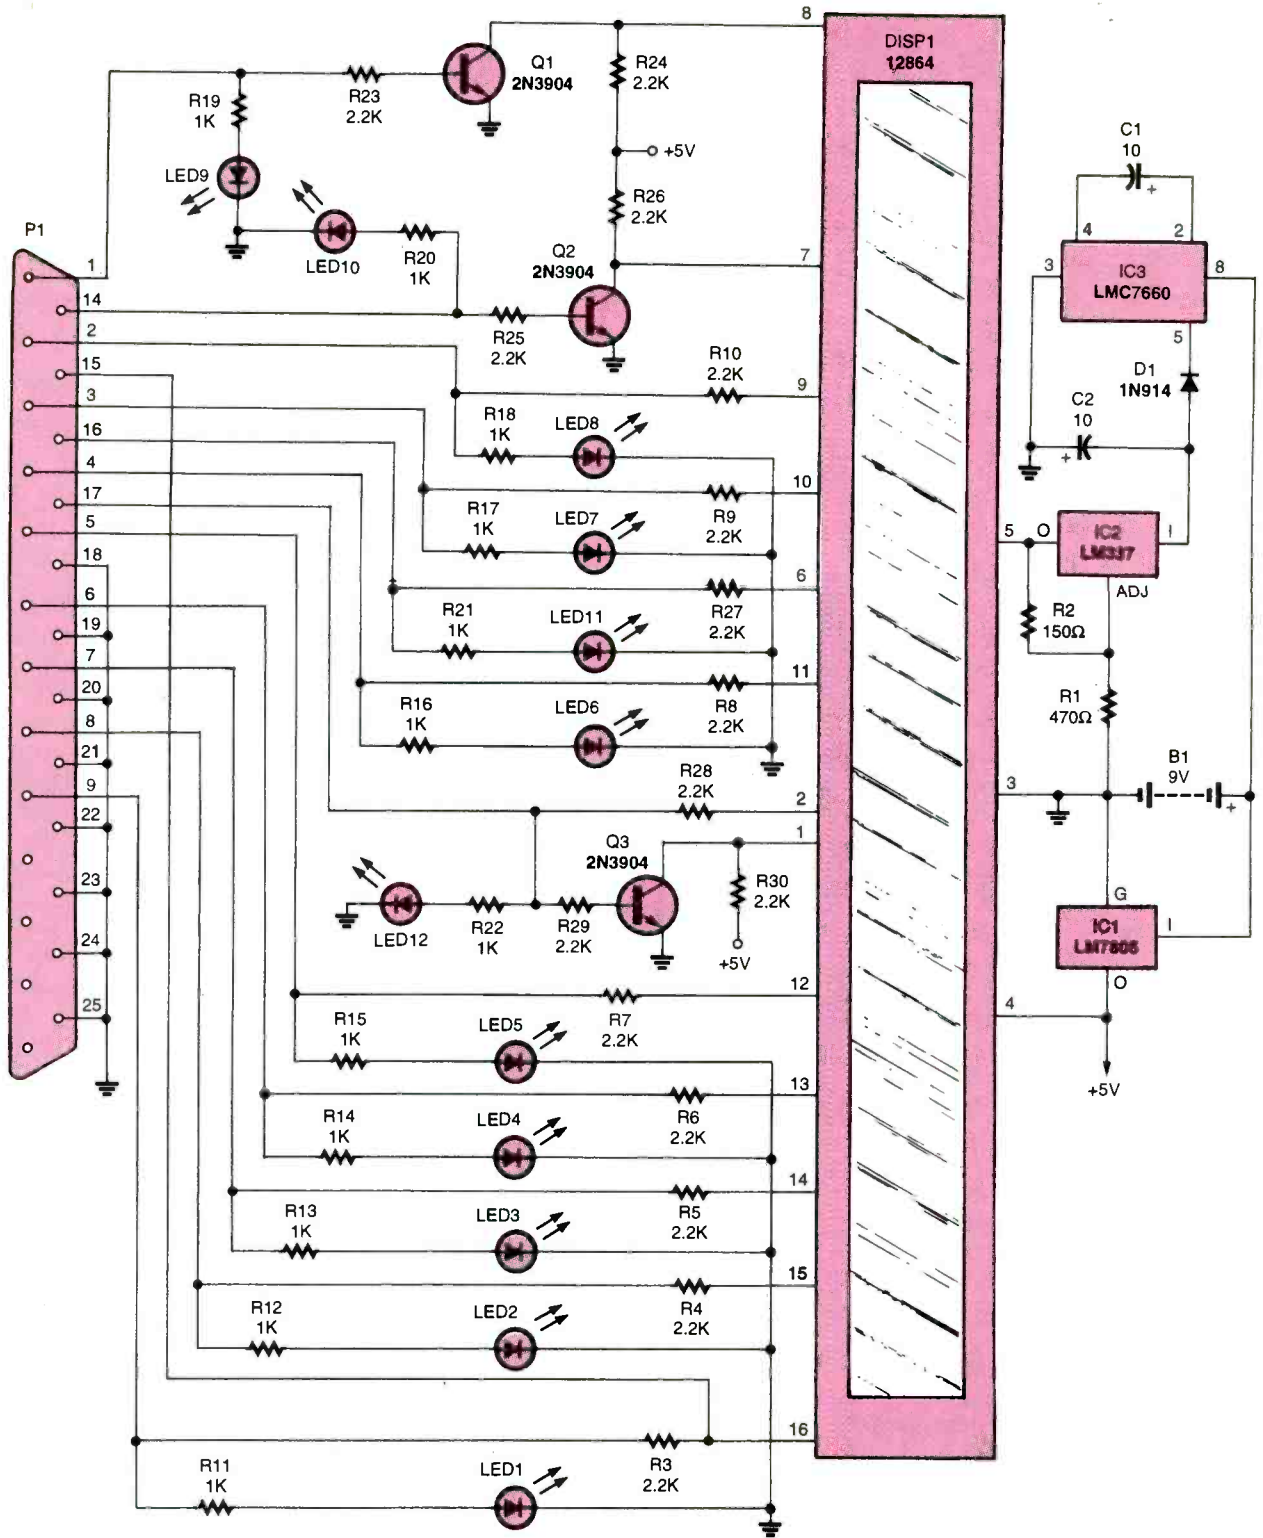 8
DISP1
12864
Q1
2N3904
R24
2.2K
R23
2.2K
R19
1K
+5V
C1
10
+
LED9
R26
2.2K
P1
LED10
R20
1K
Q2
2N3904
7
4
2
3
IC3
LMC7660
8
5
1
14
2
15
3
16
4
17
5
18
6
19
7
20
8
21
9
22
23
24
25
R25
2.2K
R10
2.2K
9
D1
1N914
C2
10
+
R18
1K
LED8
10
R17
1K
LED7
R9
2.2K
5
O
IC2
LM337
I
ADJ
6
R21
1K
LED11
R27
2.2K
R2
150Ω
11
R16
1K
LED6
R8
2.2K
R1
470Ω
R28
2.2K
2
3
B1
9V
+
1
Q3
2N3904
R30
2.2K
LED12
R22
1K
R29
2.2K
+5V
G
IC1
LM7805
I
O
12
4
R15
1K
LED5
R7
2.2K
+5V
13
R14
1K
LED4
R6
2.2K
14
R13
1K
LED3
R5
2.2K
15
R12
1K
LED2
R4
2.2K
16
R11
1K
LED1
R3
2.2K